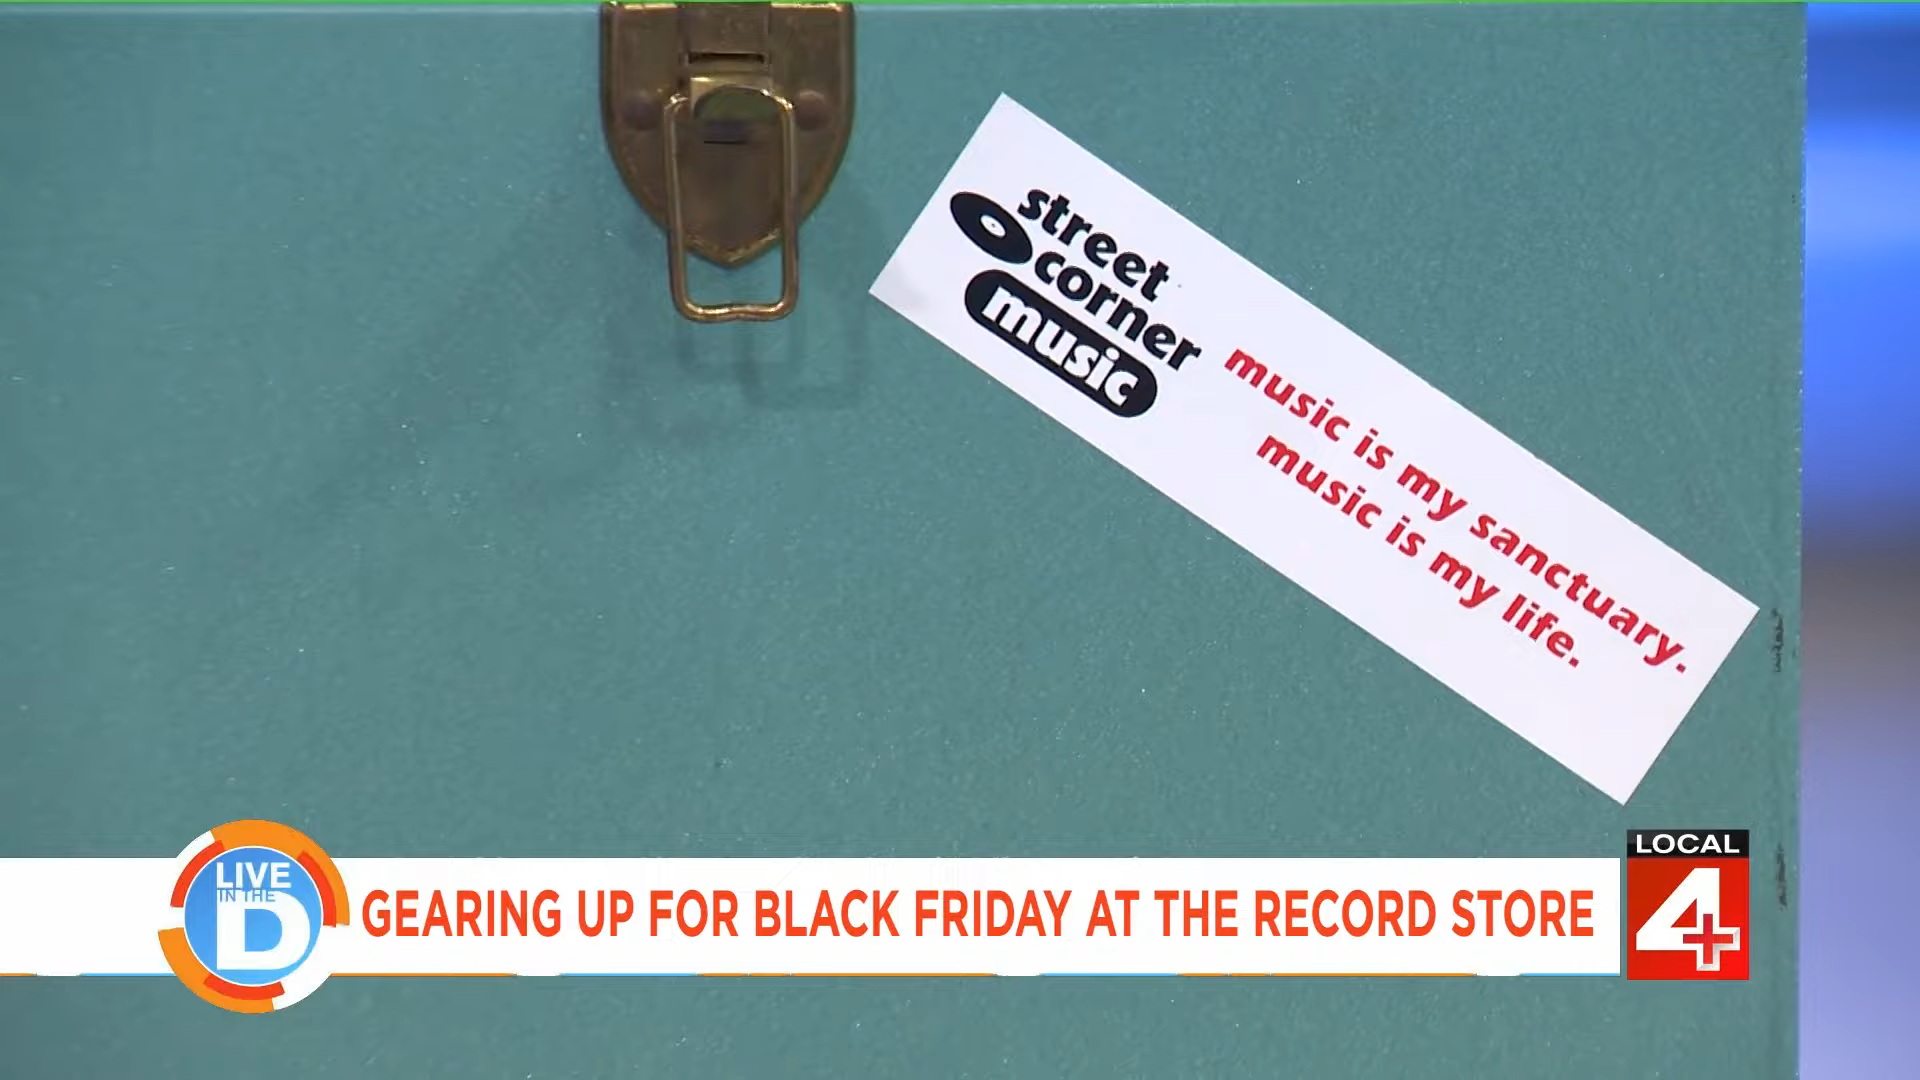 street
corner
music
music is my sanctuary.
music is my life.
LIVE
IN THE
D
GEARING UP FOR BLACK FRIDAY AT THE RECORD STORE
LOCAL
4+